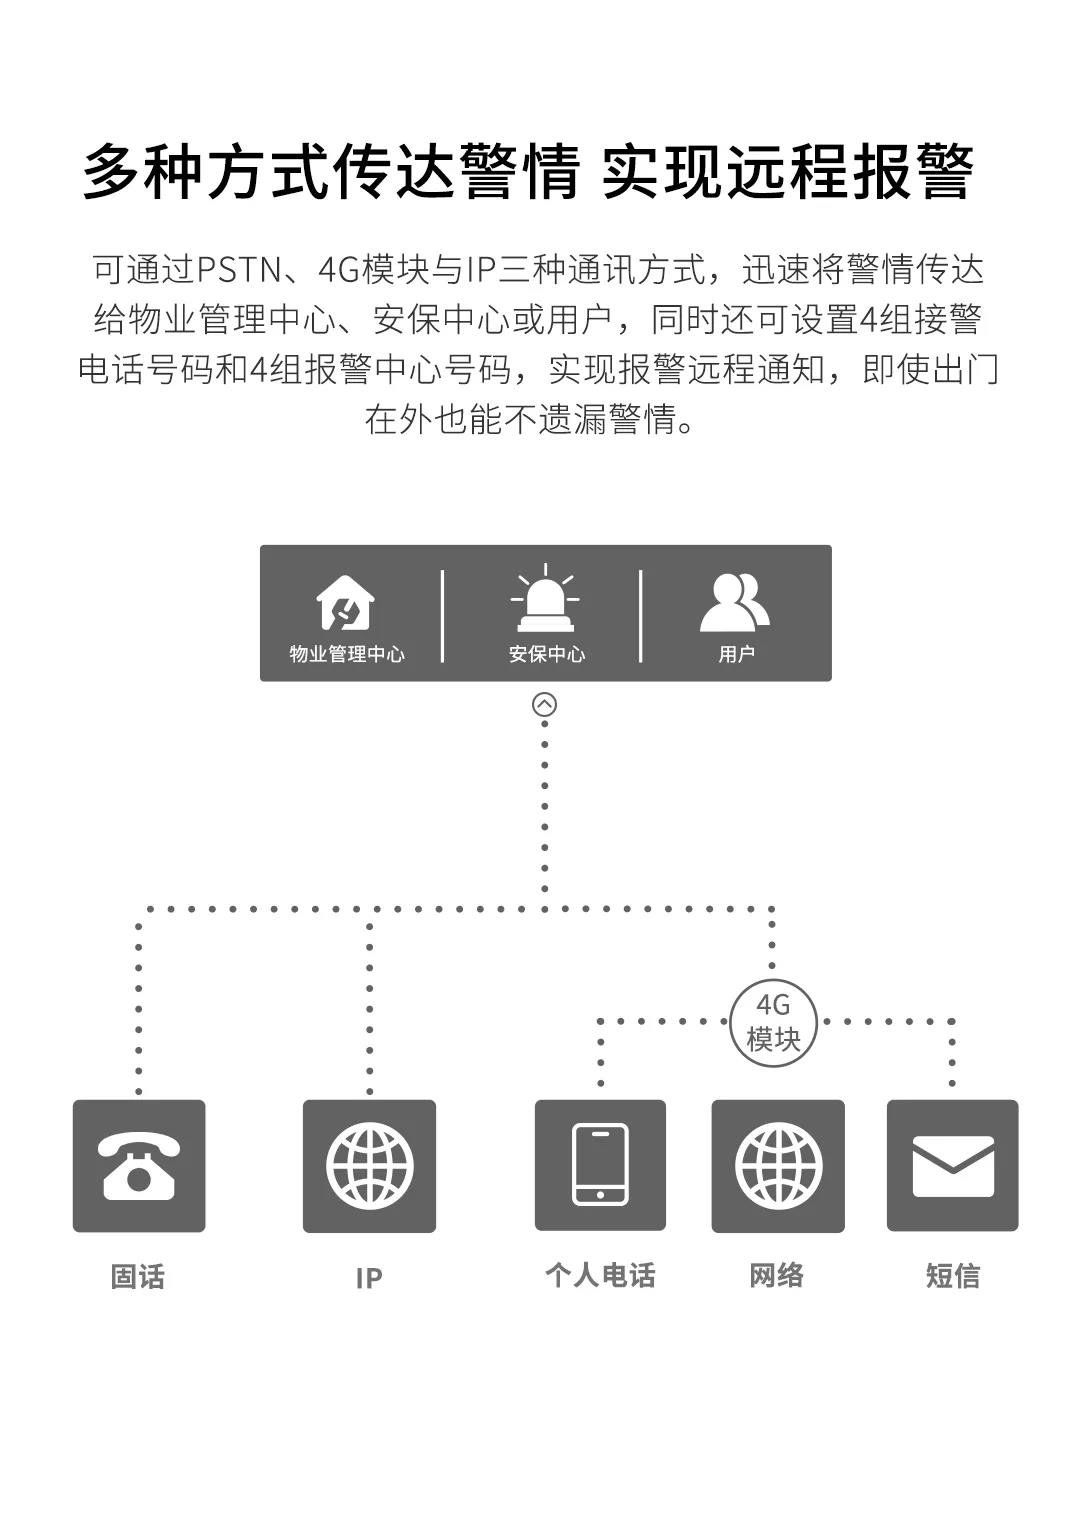 多种方式传达警情 实现远程报警
可通过PSTN、4G模块与IP三种通讯方式，迅速将警情传达
给物业管理中心、安保中心或用户，同时还可设置4组接警
电话号码和4组报警中心号码，实现报警远程通知，即使出门
在外也能不遗漏警情。
物业管理中心
安保中心
用户
4G
模块
固话
IP
个人电话
网络
短信